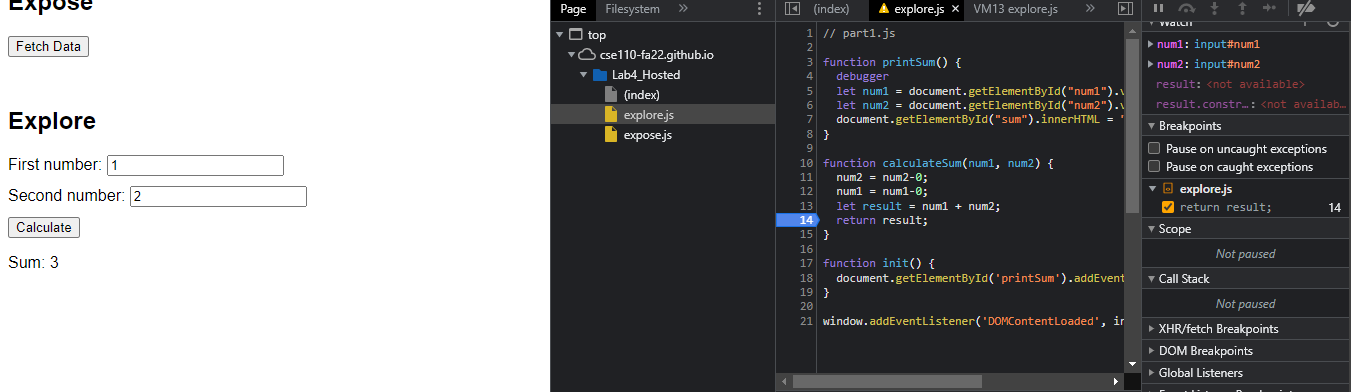 Expose
Fetch Data
Explore
First number: 1
Second number: 2
Calculate
Sum: 3
Page
Filesystem
top
cse110-fa22.github.io
Lab4_Hosted
(index)
explore.js
expose.js
(index)
explore.js
VM13 explore.js
1 // part1.js
2
3 function printSum() {
4 debugger
5 let num1 = document.getElementById("num1").v
6 let num2 = document.getElementById("num2").v
7 document.getElementById("sum").innerHTML = "
8 }
9
10 function calculateSum(num1, num2) {
11 num2 = num2-0;
12 num1 = num1-0;
13 let result = num1 + num2;
14 return result;
15 }
16
17 function init() {
18 document.getElementById('printSum').addEvent
19 }
20
21 window.addEventListener('DOMContentLoaded', in
Watch
num1: input#num1
num2: input#num2
result: <not available>
result.constr…: <not availab…
Breakpoints
Pause on uncaught exceptions
Pause on caught exceptions
explore.js
return result; 14
Scope
Not paused
Call Stack
Not paused
XHR/fetch Breakpoints
DOM Breakpoints
Global Listeners